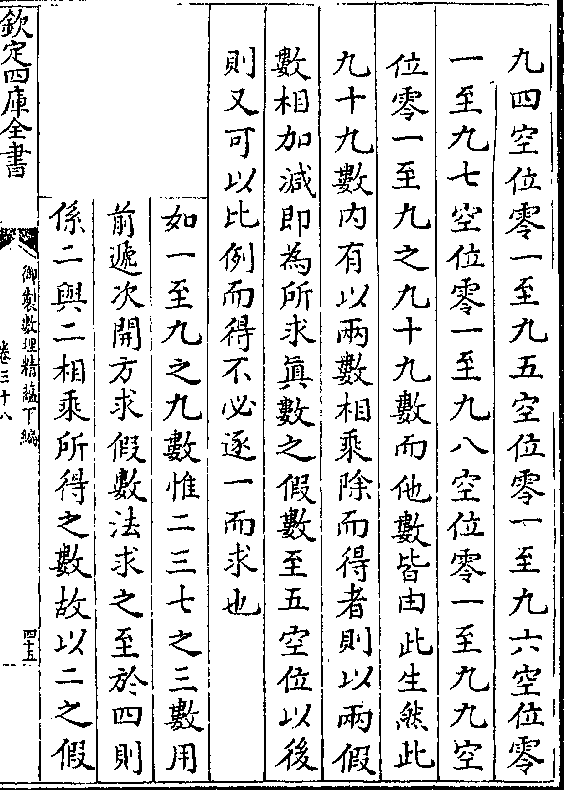 九四空位零一至九五空位零一至九六空位零
一至九七空位零一至九八空位零一至九九空
位零一至九之九十九數而他數皆由此生然此
九十九數内有以兩數相乘除而得者則以兩假
數相加減即為所求真數之假數至五空位以後
則又可以比例而得不必逐一而求也
如一至九之九數惟二三七之三數用
前遞次開方求假數法求之至於四則
係二與二相乘所得之數故以二之假
欽定四庫全書
御製數理精蘊下編
卷三十八
四十五